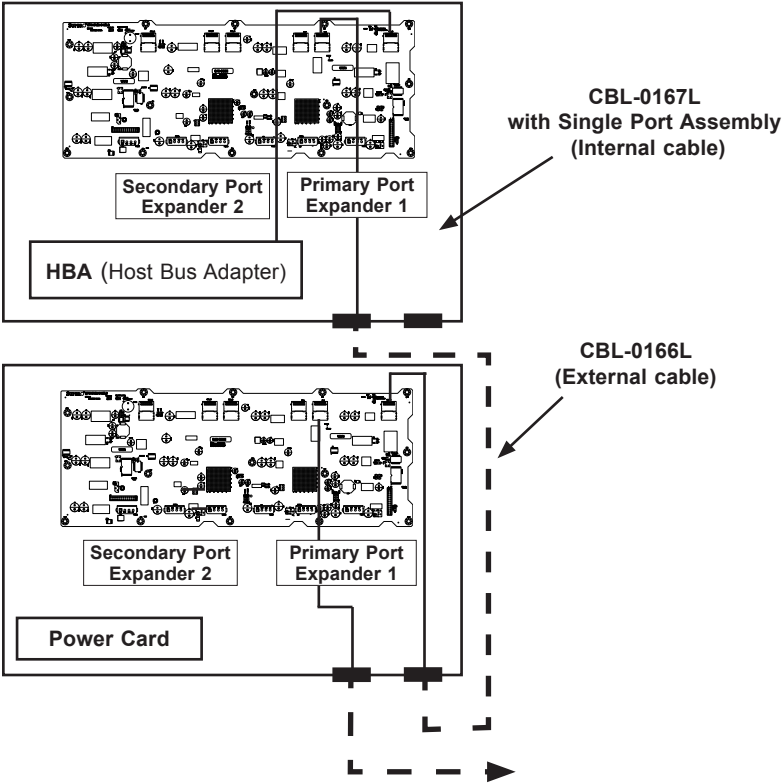 CBL-0167L
with Single Port Assembly
(Internal cable)
Secondary Port
Expander 2
Primary Port
Expander 1
HBA (Host Bus Adapter)
CBL-0166L
(External cable)
Secondary Port
Expander 2
Primary Port
Expander 1
Power Card